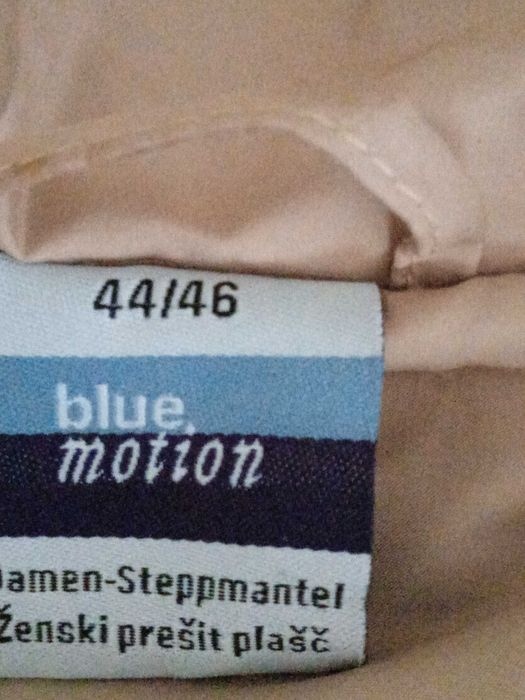 44/46
blue.
motion
Damen-Steppmantel
Ženski prešit plašč